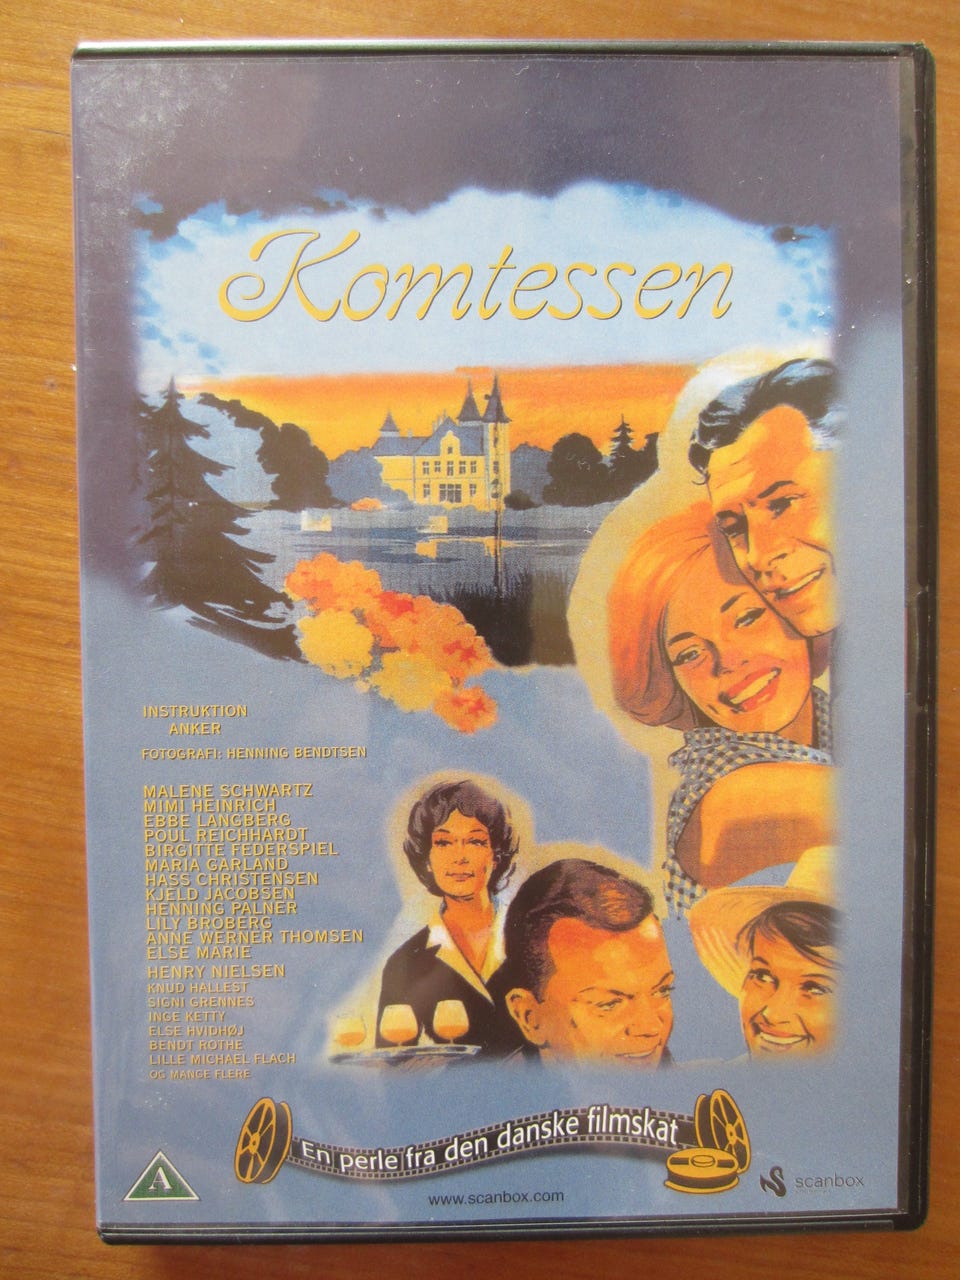 Komtessen
INSTRUKTION
ANKER
FOTOGRAFI: HENNING BENDTSEN
MALENE SCHWARTZ
MIMI HEINRICH
EBBE LANGBERG
POUL REICHHARDT
BIRGITTE FEDERSPIEL
MARIA GARLAND
HASS CHRISTENSEN
KJELD JACOBSEN
HENNING PALNER
LILY BROBERG
ANNE WERNER THOMSEN
ELSE MARIE
HENRY NIELSEN
KNUD HALLEST
SIGNI GRENNES
INGE KETTY
ELSE HVIDHØJ
BENDT ROTHE
LILLE MICHAEL FLACH
OG MANGE FLERE
En perle fra den danske filmskat
A
scanbox
www.scanbox.com